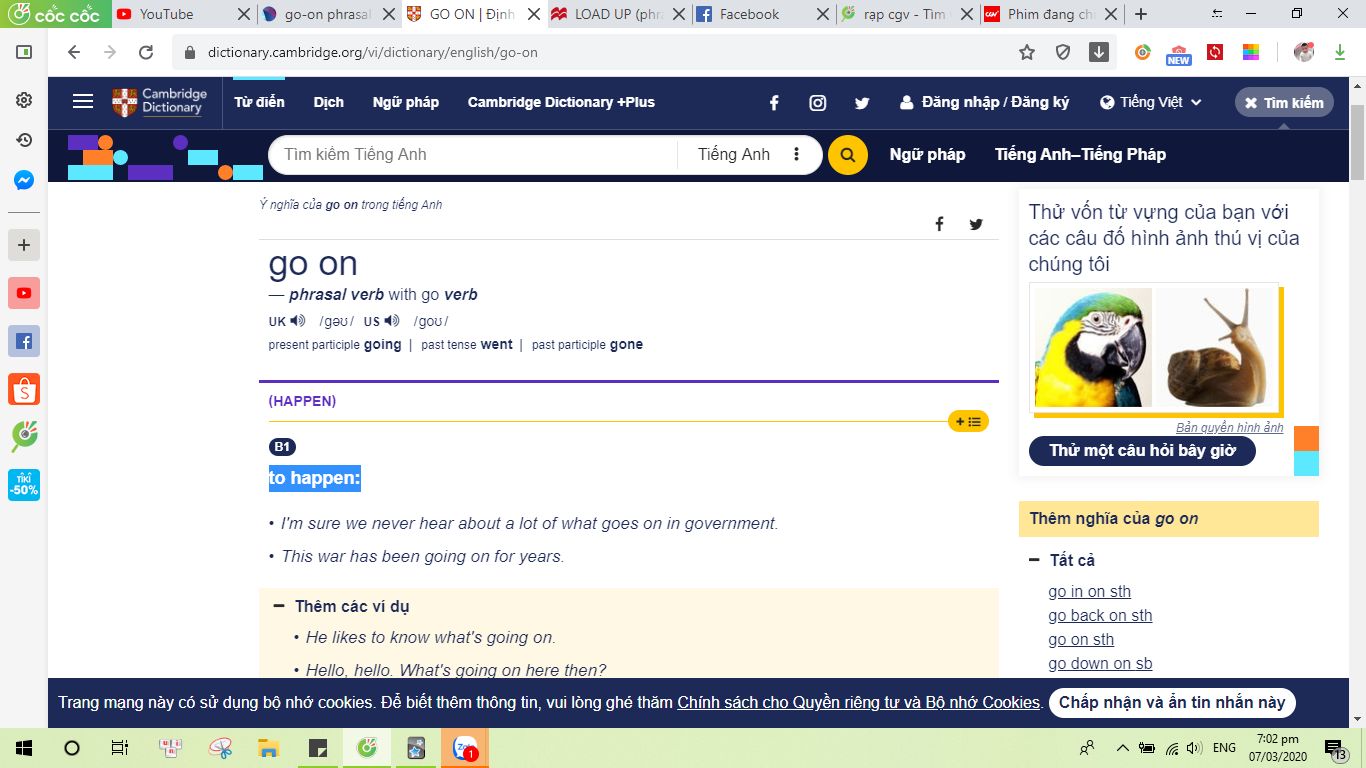 cốc cốc YouTube go-on phrasal GO ON | Định LOAD UP (phra Facebook rạp cgv - Tìm Phim đang ch
dictionary.cambridge.org/vi/dictionary/english/go-on
NEW
Cambridge Dictionary Từ điển Dịch Ngữ pháp Cambridge Dictionary +Plus Đăng nhập / Đăng ký Tiếng Việt Tìm kiếm
Tìm kiếm Tiếng Anh Tiếng Anh Ngữ pháp Tiếng Anh–Tiếng Pháp
Ý nghĩa của go on trong tiếng Anh
go on
— phrasal verb with go verb
UK /ɡəʊ/ US /ɡoʊ/
present participle going | past tense went | past participle gone
(HAPPEN)
B1
to happen:
• I'm sure we never hear about a lot of what goes on in government.
• This war has been going on for years.
Thêm các ví dụ
• He likes to know what's going on.
• Hello, hello. What's going on here then?
Thử vốn từ vựng của bạn với
các câu đố hình ảnh thú vị của
chúng tôi
Bản quyền hình ảnh
Thử một câu hỏi bây giờ
Thêm nghĩa của go on
Tất cả
go in on sth
go back on sth
go on sth
go down on sb
TIKI
-50%
Trang mạng này có sử dụng bộ nhớ cookies. Để biết thêm thông tin, vui lòng ghé thăm Chính sách cho Quyền riêng tư và Bộ nhớ Cookies. Chấp nhận và ẩn tin nhắn này
Zalo 1 ENG 7:02 pm
07/03/2020 13